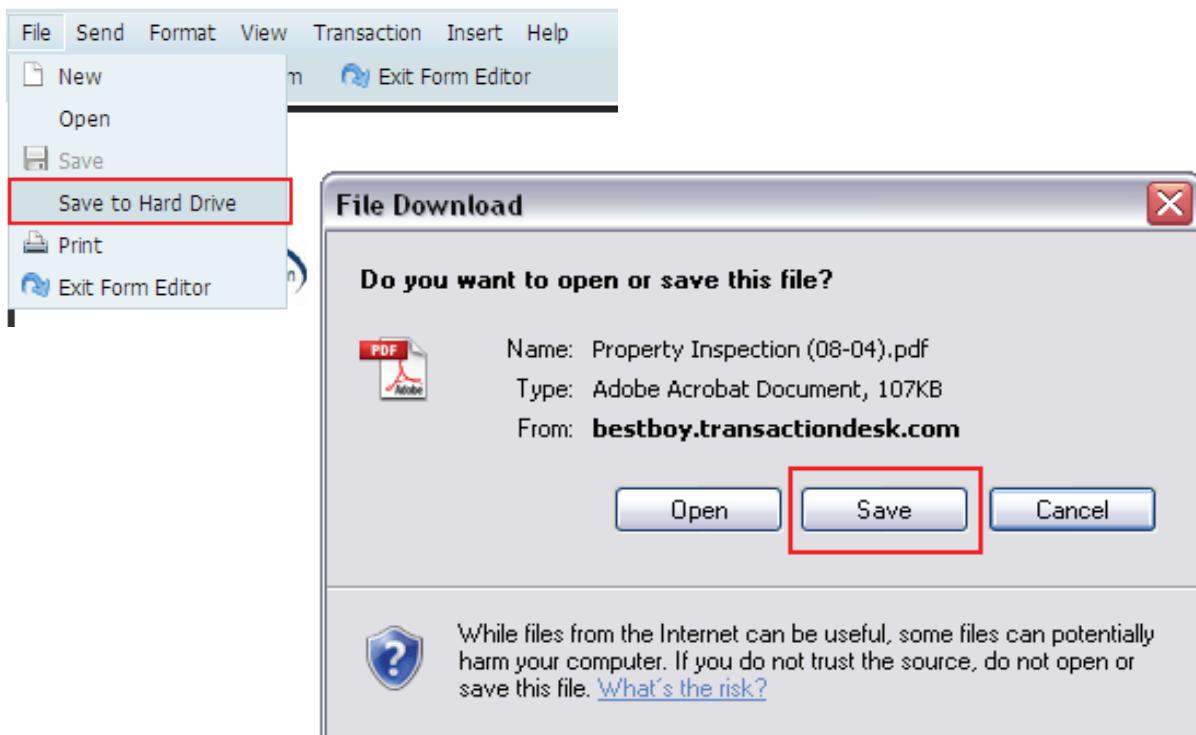 File Send Format View Transaction Insert Help
New
m Exit Form Editor
Open
Save
Save to Hard Drive
Print
Exit Form Editor
n)
File Download
Do you want to open or save this file?
PDF
Adobe
Name: Property Inspection (08-04).pdf
Type: Adobe Acrobat Document, 107KB
From: bestboy.transactiondesk.com
Open Save Cancel
While files from the Internet can be useful, some files can potentially
harm your computer. If you do not trust the source, do not open or
save this file. What's the risk?